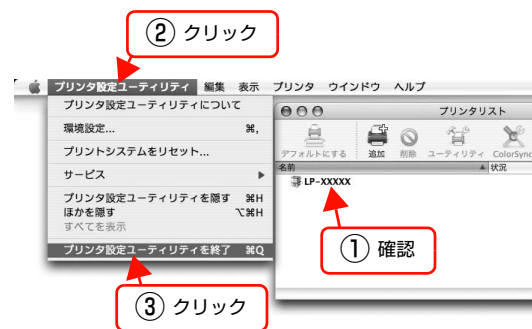 ② クリック
プリンタ設定ユーティリティ 編集 表示 プリンタ ウインドウ ヘルプ
プリンタ設定ユーティリティについて
環境設定... ⌘,
プリントシステムをリセット...
サービス ▶
プリンタ設定ユーティリティを隠す ⌘H
ほかを隠す ⌥⌘H
すべてを表示
プリンタ設定ユーティリティを終了 ⌘Q
プリンタリスト
デフォルトにする 追加 削除 ユーティリティ ColorSync
名前 ▲ 状況
LP-XXXXX
① 確認
③ クリック